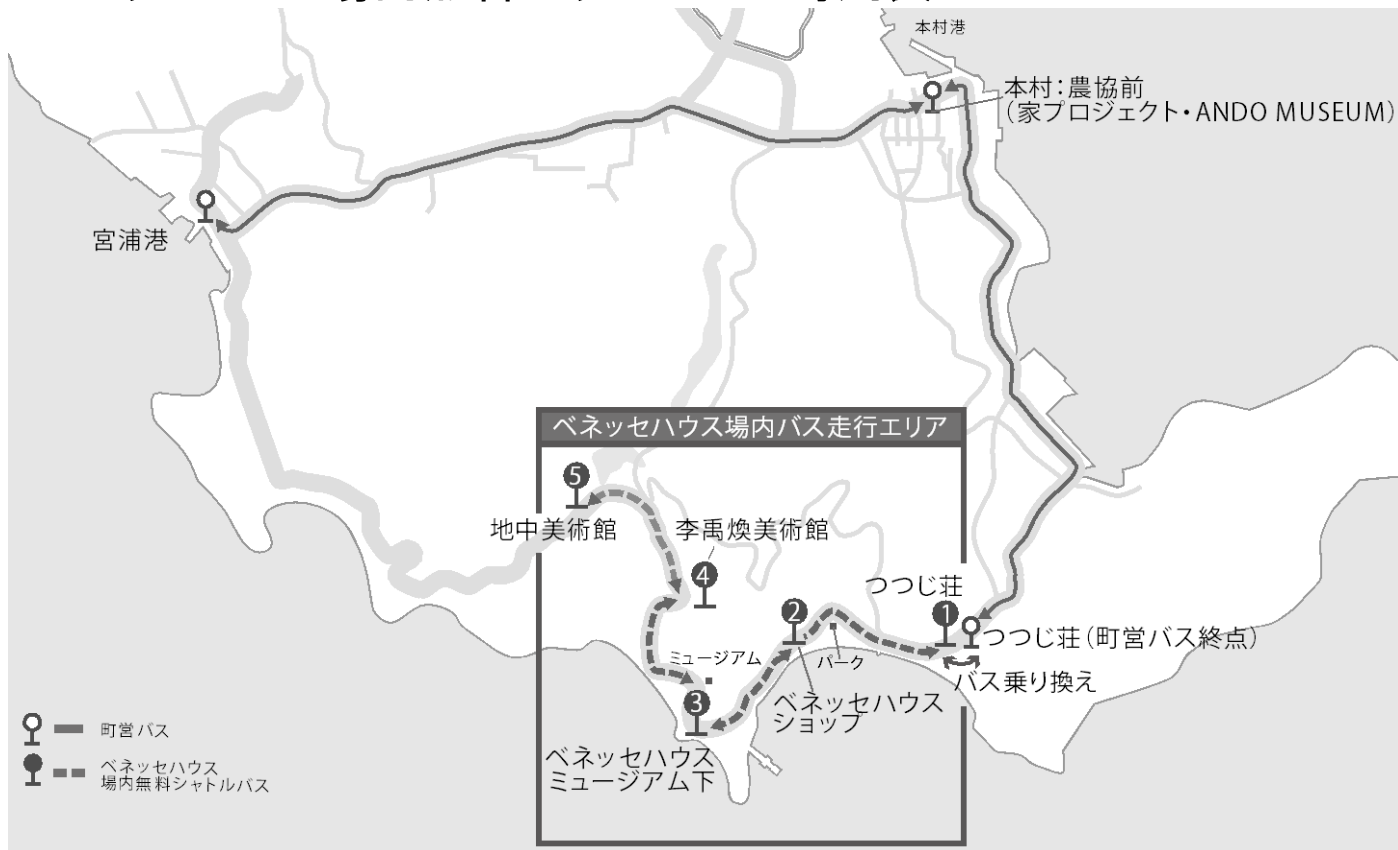 本村港
本村：農協前
（家プロジェクト・ANDO MUSEUM）
宮浦港
ベネッセハウス場内バス走行エリア
5
地中美術館
李禹煥美術館
4
つつじ荘
2
1
つつじ荘（町営バス終点）
ミュージアム
パーク
バス乗り換え
3
ベネッセハウス
ショップ
ベネッセハウス
ミュージアム下
町営バス
ベネッセハウス
場内無料シャトルバス